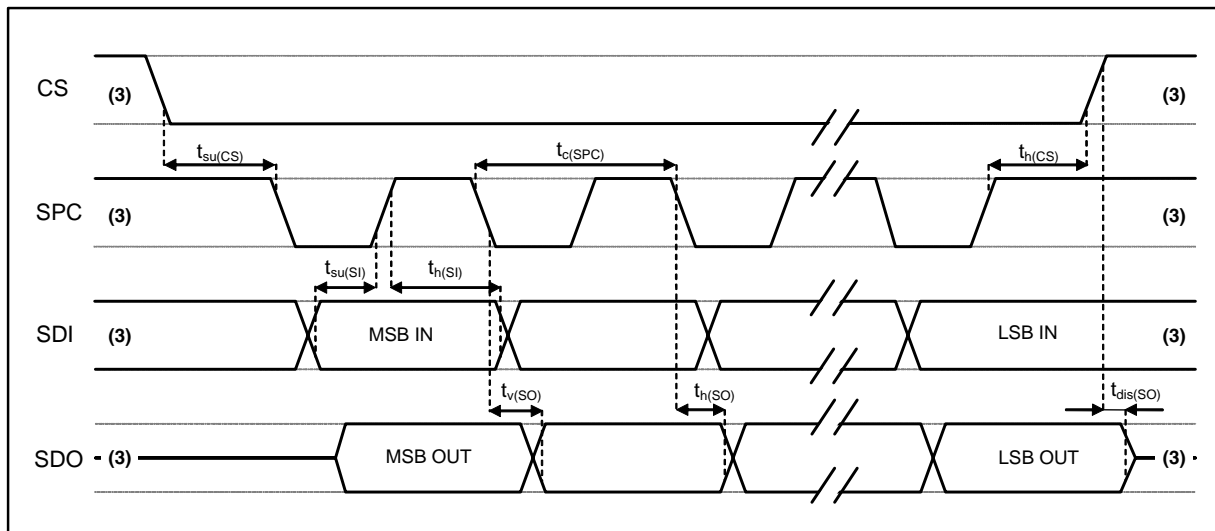 CS (3) (3)
t_su(CS) t_c(SPC) t_h(CS)
SPC (3) (3)
t_su(SI) t_h(SI)
SDI (3) MSB IN LSB IN (3)
t_v(SO) t_h(SO) t_dis(SO)
SDO (3) MSB OUT LSB OUT (3)